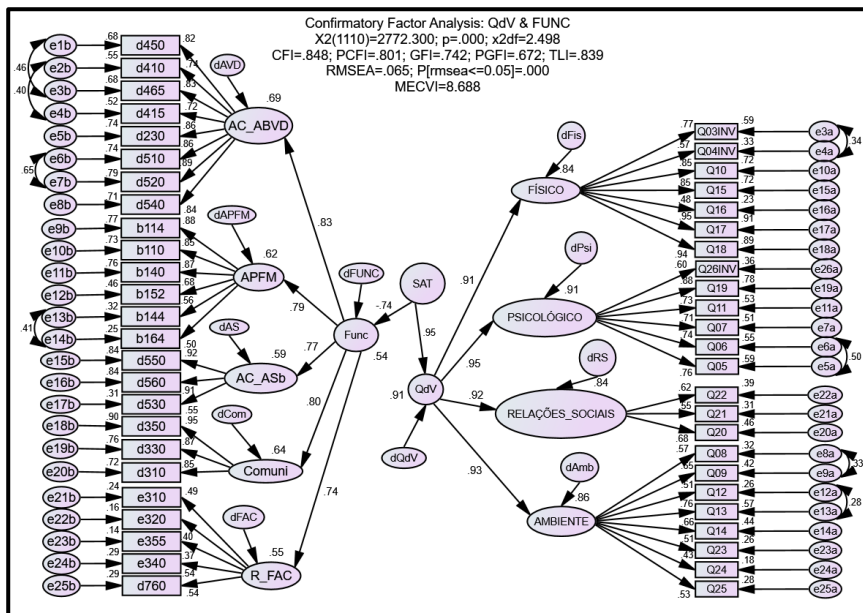 Confirmatory Factor Analysis: QdV & FUNC
X2(1110)=2772.300; p=.000; x2df=2.498
CFI=.848; PCFI=.801; GFI=.742; PGFI=.672; TLI=.839
RMSEA=.065; P[rmsea<=0.05]=.000
MECVI=8.688
e1b .68 d450 .82
e2b .55 d410 .74
e3b .68 d465 .83
e4b .52 d415 .72
e5b .74 d230 .86
e6b .74 d510 .86
e7b .79 d520 .89
e8b .71 d540 .84
.46
.40
.65
dAVD
.69
AC_ABVD
e9b .77 b114 .88
e10b .73 b110 .85
e11b .76 b140 .87
e12b .46 b152 .68
e13b .32 b144 .56
e14b .25 b164 .50
.41
dAPFM
.62
APFM
e15b .84 d550 .92
e16b .84 d560 .91
e17b .31 d530 .55
dAS
.59
AC_ASb
e18b .90 d350 .95
e19b .76 d330 .87
e20b .72 d310 .85
dCom
.64
Comuni
e21b .24 e310 .49
e22b .16 e320 .40
e23b .14 e355 .37
e24b .29 e340 .54
e25b .29 d760 .54
dFAC
.55
R_FAC
.83
.79
.77
.80
.74
dFUNC
Func
.54
SAT
-.74
.95
.91
QdV
dQdV
.91
.95
.92
.93
dFis
.84
FÍSICO
.77 Q03INV .59 e3a
.57 Q04INV .33 e4a
.85 Q10 .72 e10a
.85 Q15 .72 e15a
.48 Q16 .23 e16a
.95 Q17 .91 e17a
.94 Q18 .89 e18a
.34
dPsi
.91
PSICOLÓGICO
.60 Q26INV .36 e26a
.88 Q19 .78 e19a
.73 Q11 .53 e11a
.71 Q07 .51 e7a
.74 Q06 .55 e6a
.76 Q05 .59 e5a
.50
dRS
.84
RELAÇÕES_SOCIAIS
.62 Q22 .39 e22a
.55 Q21 .31 e21a
.68 Q20 .46 e20a
dAmb
.86
AMBIENTE
.57 Q08 .32 e8a
.65 Q09 .42 e9a
.51 Q12 .26 e12a
.76 Q13 .57 e13a
.66 Q14 .44 e14a
.51 Q23 .26 e23a
.43 Q24 .18 e24a
.53 Q25 .28 e25a
.33
.28